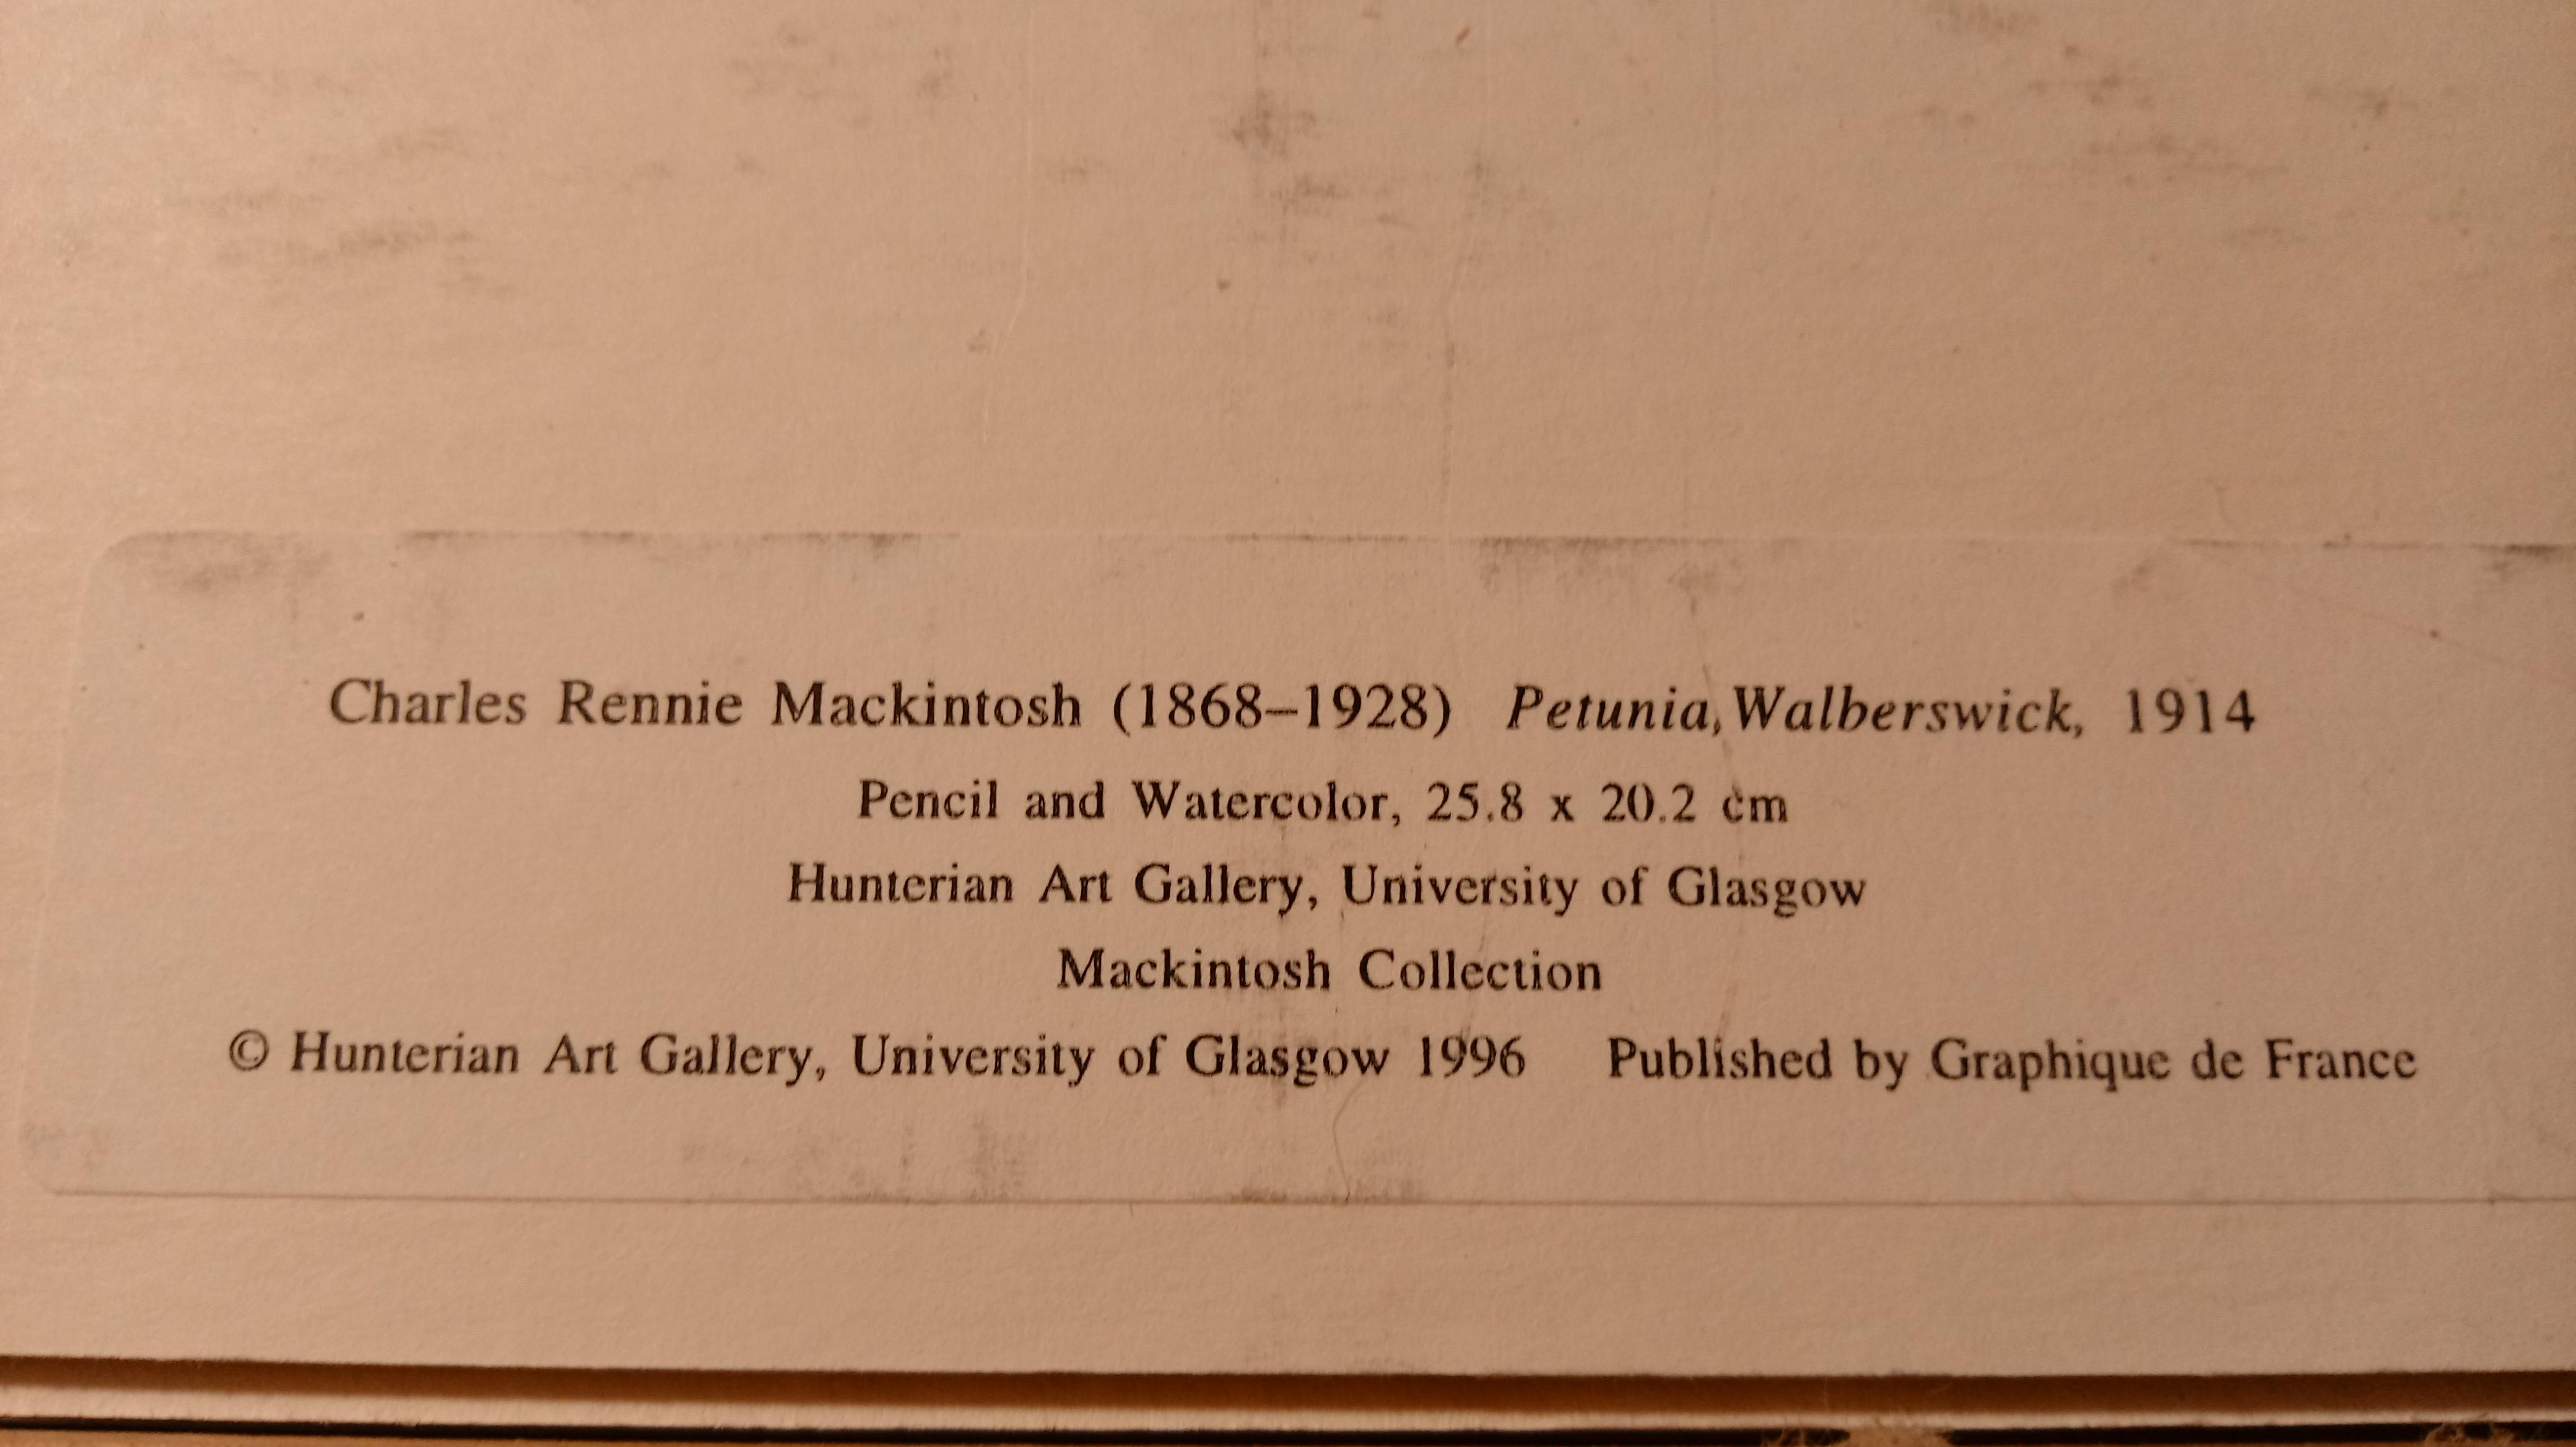 Charles Rennie Mackintosh (1868–1928) Petunia, Walberswick, 1914
Pencil and Watercolor, 25.8 x 20.2 cm
Hunterian Art Gallery, University of Glasgow
Mackintosh Collection
© Hunterian Art Gallery, University of Glasgow 1996 Published by Graphique de France